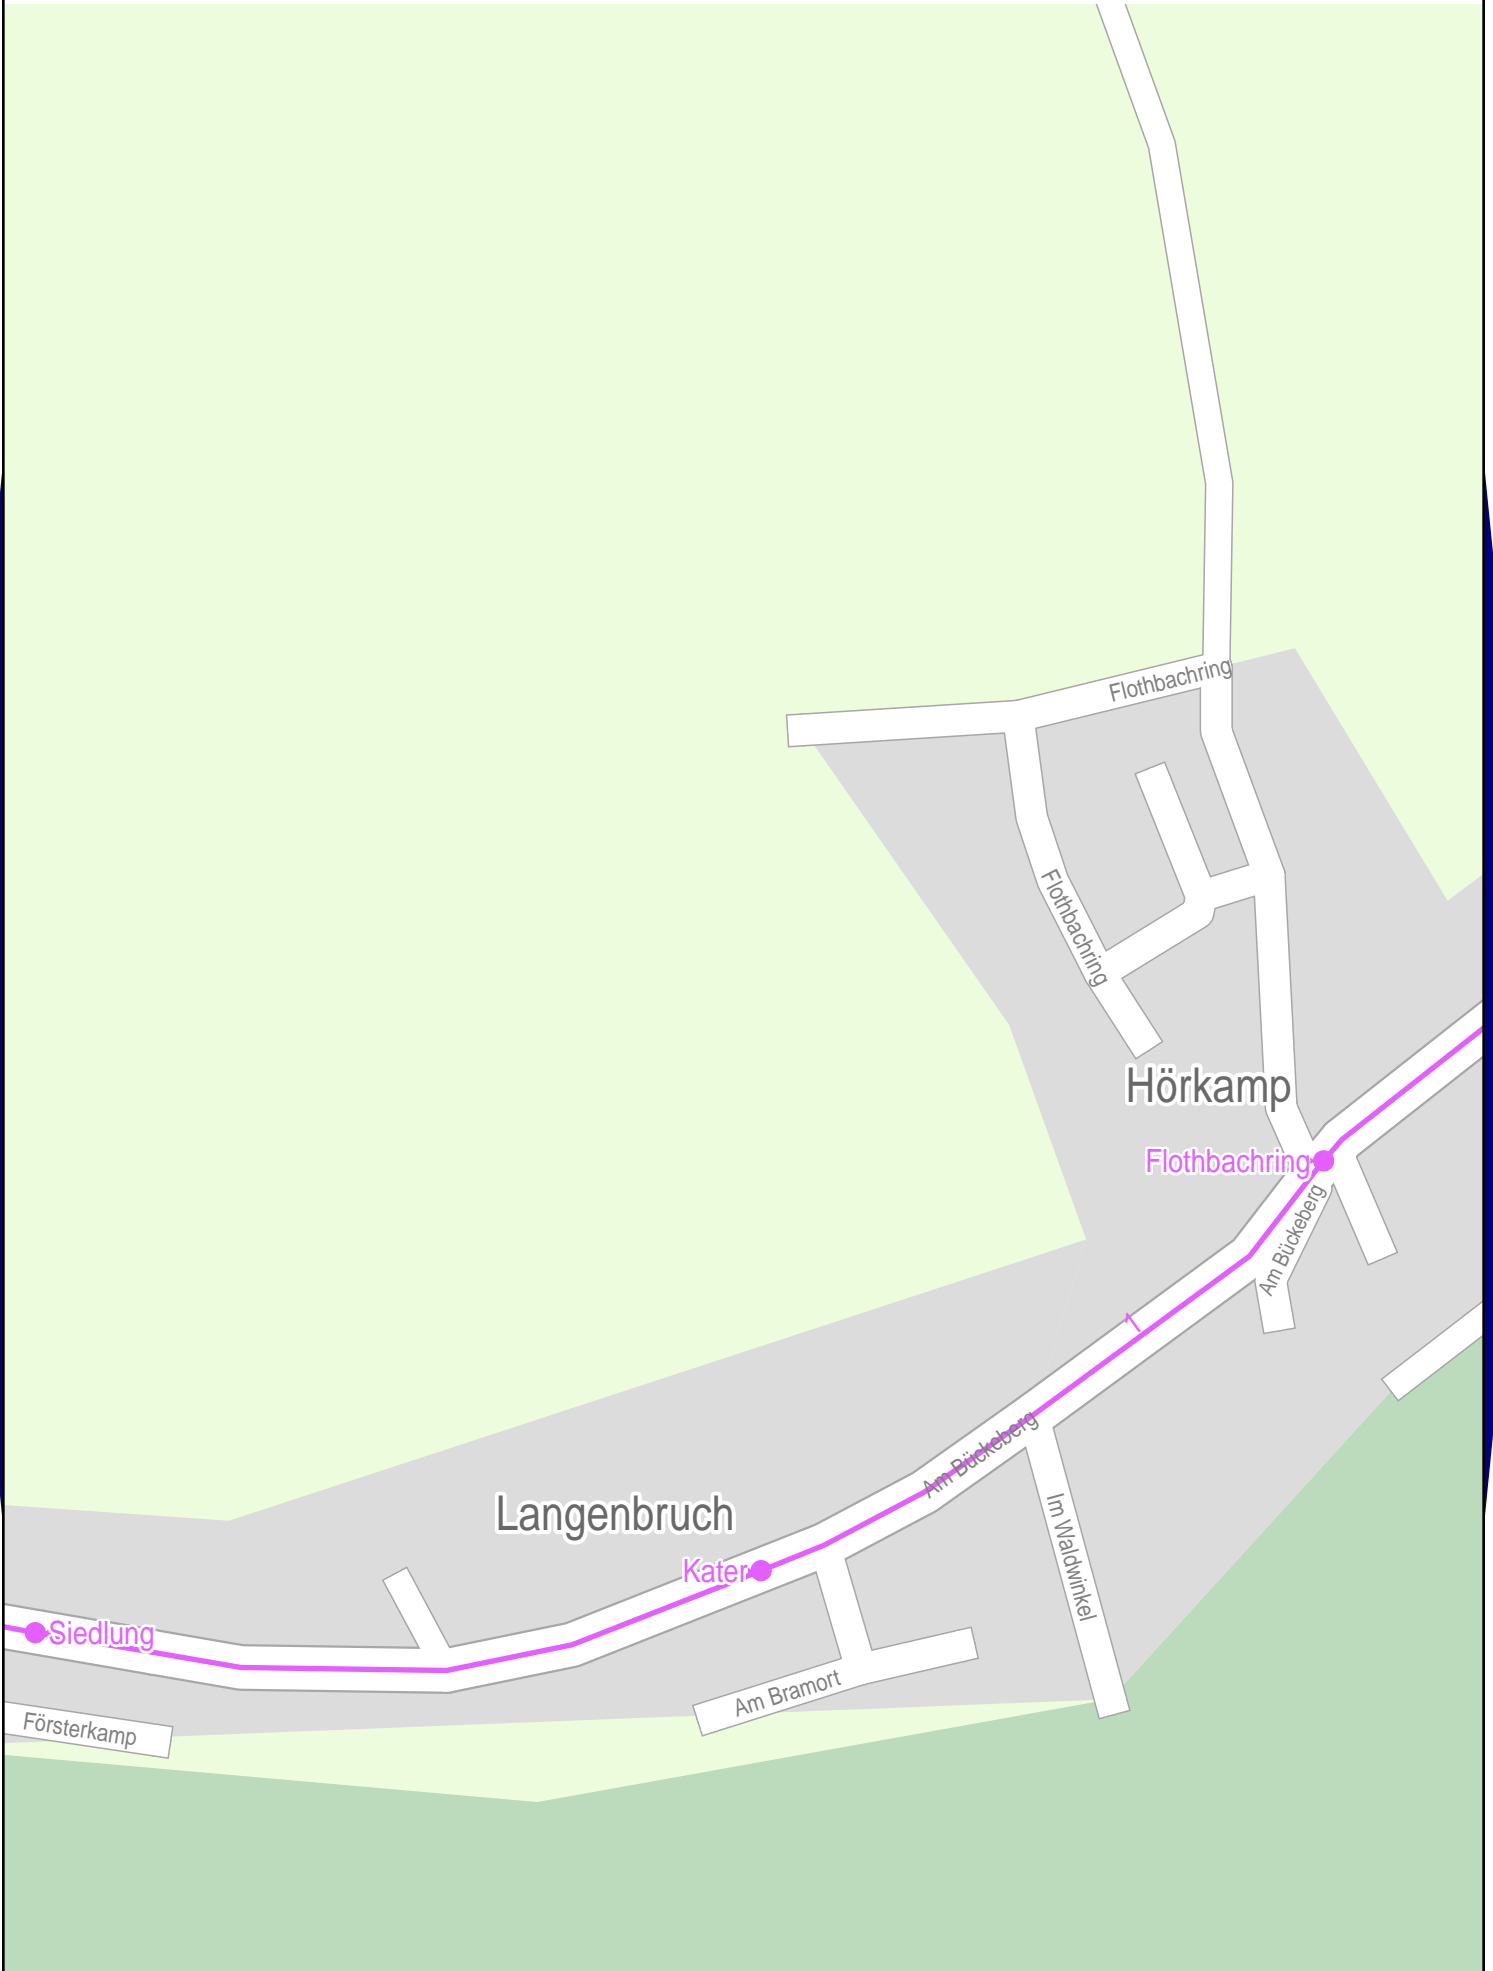 Flothbachring
Flothbachring
Hörkamp
Flothbachring
Am Bückeberg
1
Am Bückeberg
Langenbruch
Im Waldwinkel
Kater
Siedlung
Am Bramort
Försterkamp